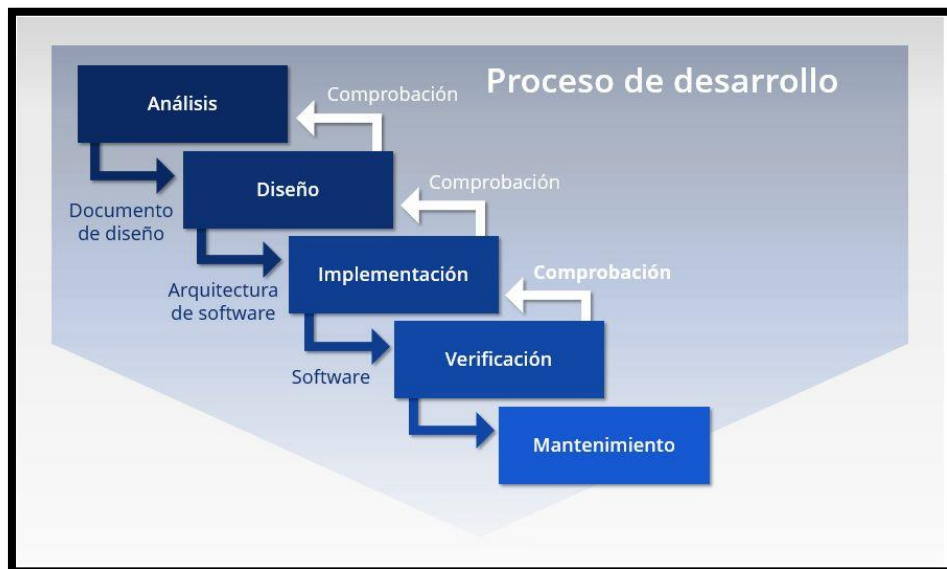 Proceso de desarrollo
Análisis
Comprobación
Documento
de diseño
Diseño
Comprobación
Arquitectura
de software
Implementación
Comprobación
Software
Verificación
Mantenimiento